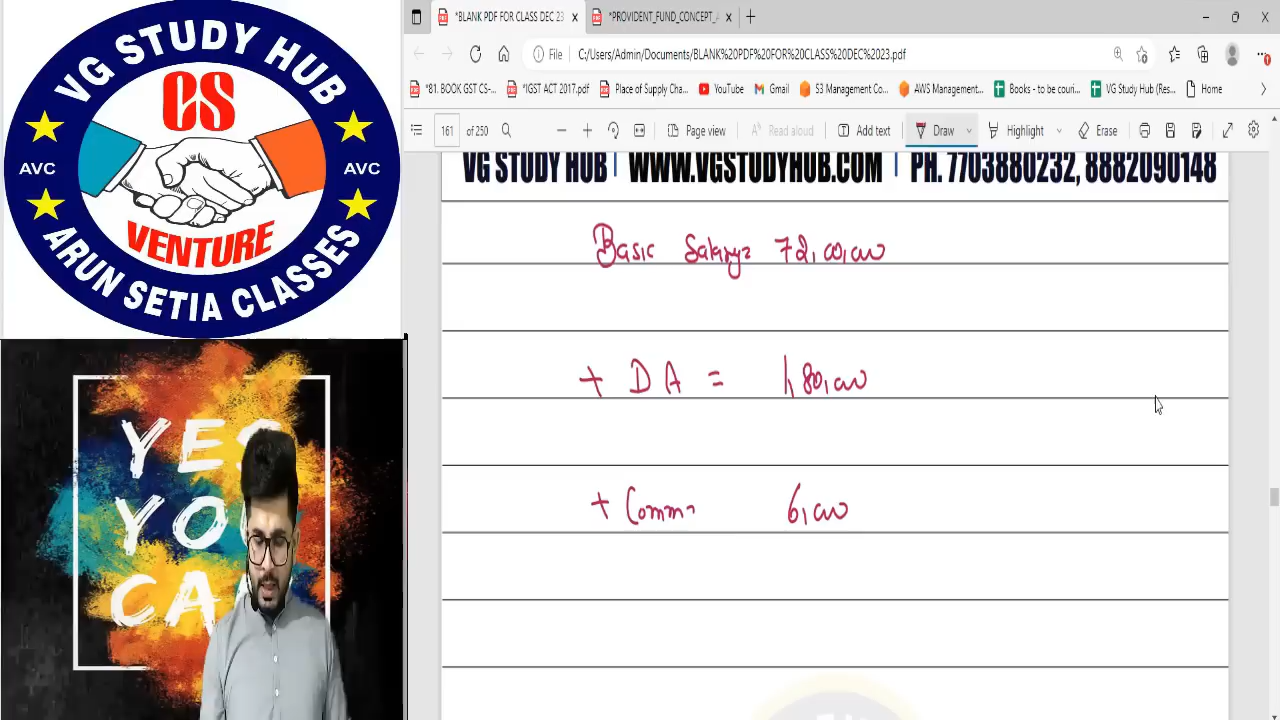 VG STUDY HUB
CS
AVC
AVC
VENTURE
ARUN SETIA CLASSES
YES
YOU
CA
*BLANK PDF FOR CLASS DEC 23
*PROVIDENT_FUND_CONCEPT_
File
C:/Users/Admin/Documents/BLANK%20PDF%20FOR%20CLASS%20DEC%202023.pdf
*81. BOOK GST CS-...
*IGST ACT 2017.pdf
Place of Supply Cha...
YouTube
Gmail
S3 Management Co...
AWS Management...
Books - to be couri...
VG Study Hub (Res...
Home
161 of 250
Page view
Read aloud
Add text
Draw
Highlight
Erase
VG STUDY HUB | WWW.VGSTUDYHUB.COM | PH. 7703880232, 8882090148
Basic Salary= 72,00,000
+ DA = 1,80,000
+ Comm= 6,000